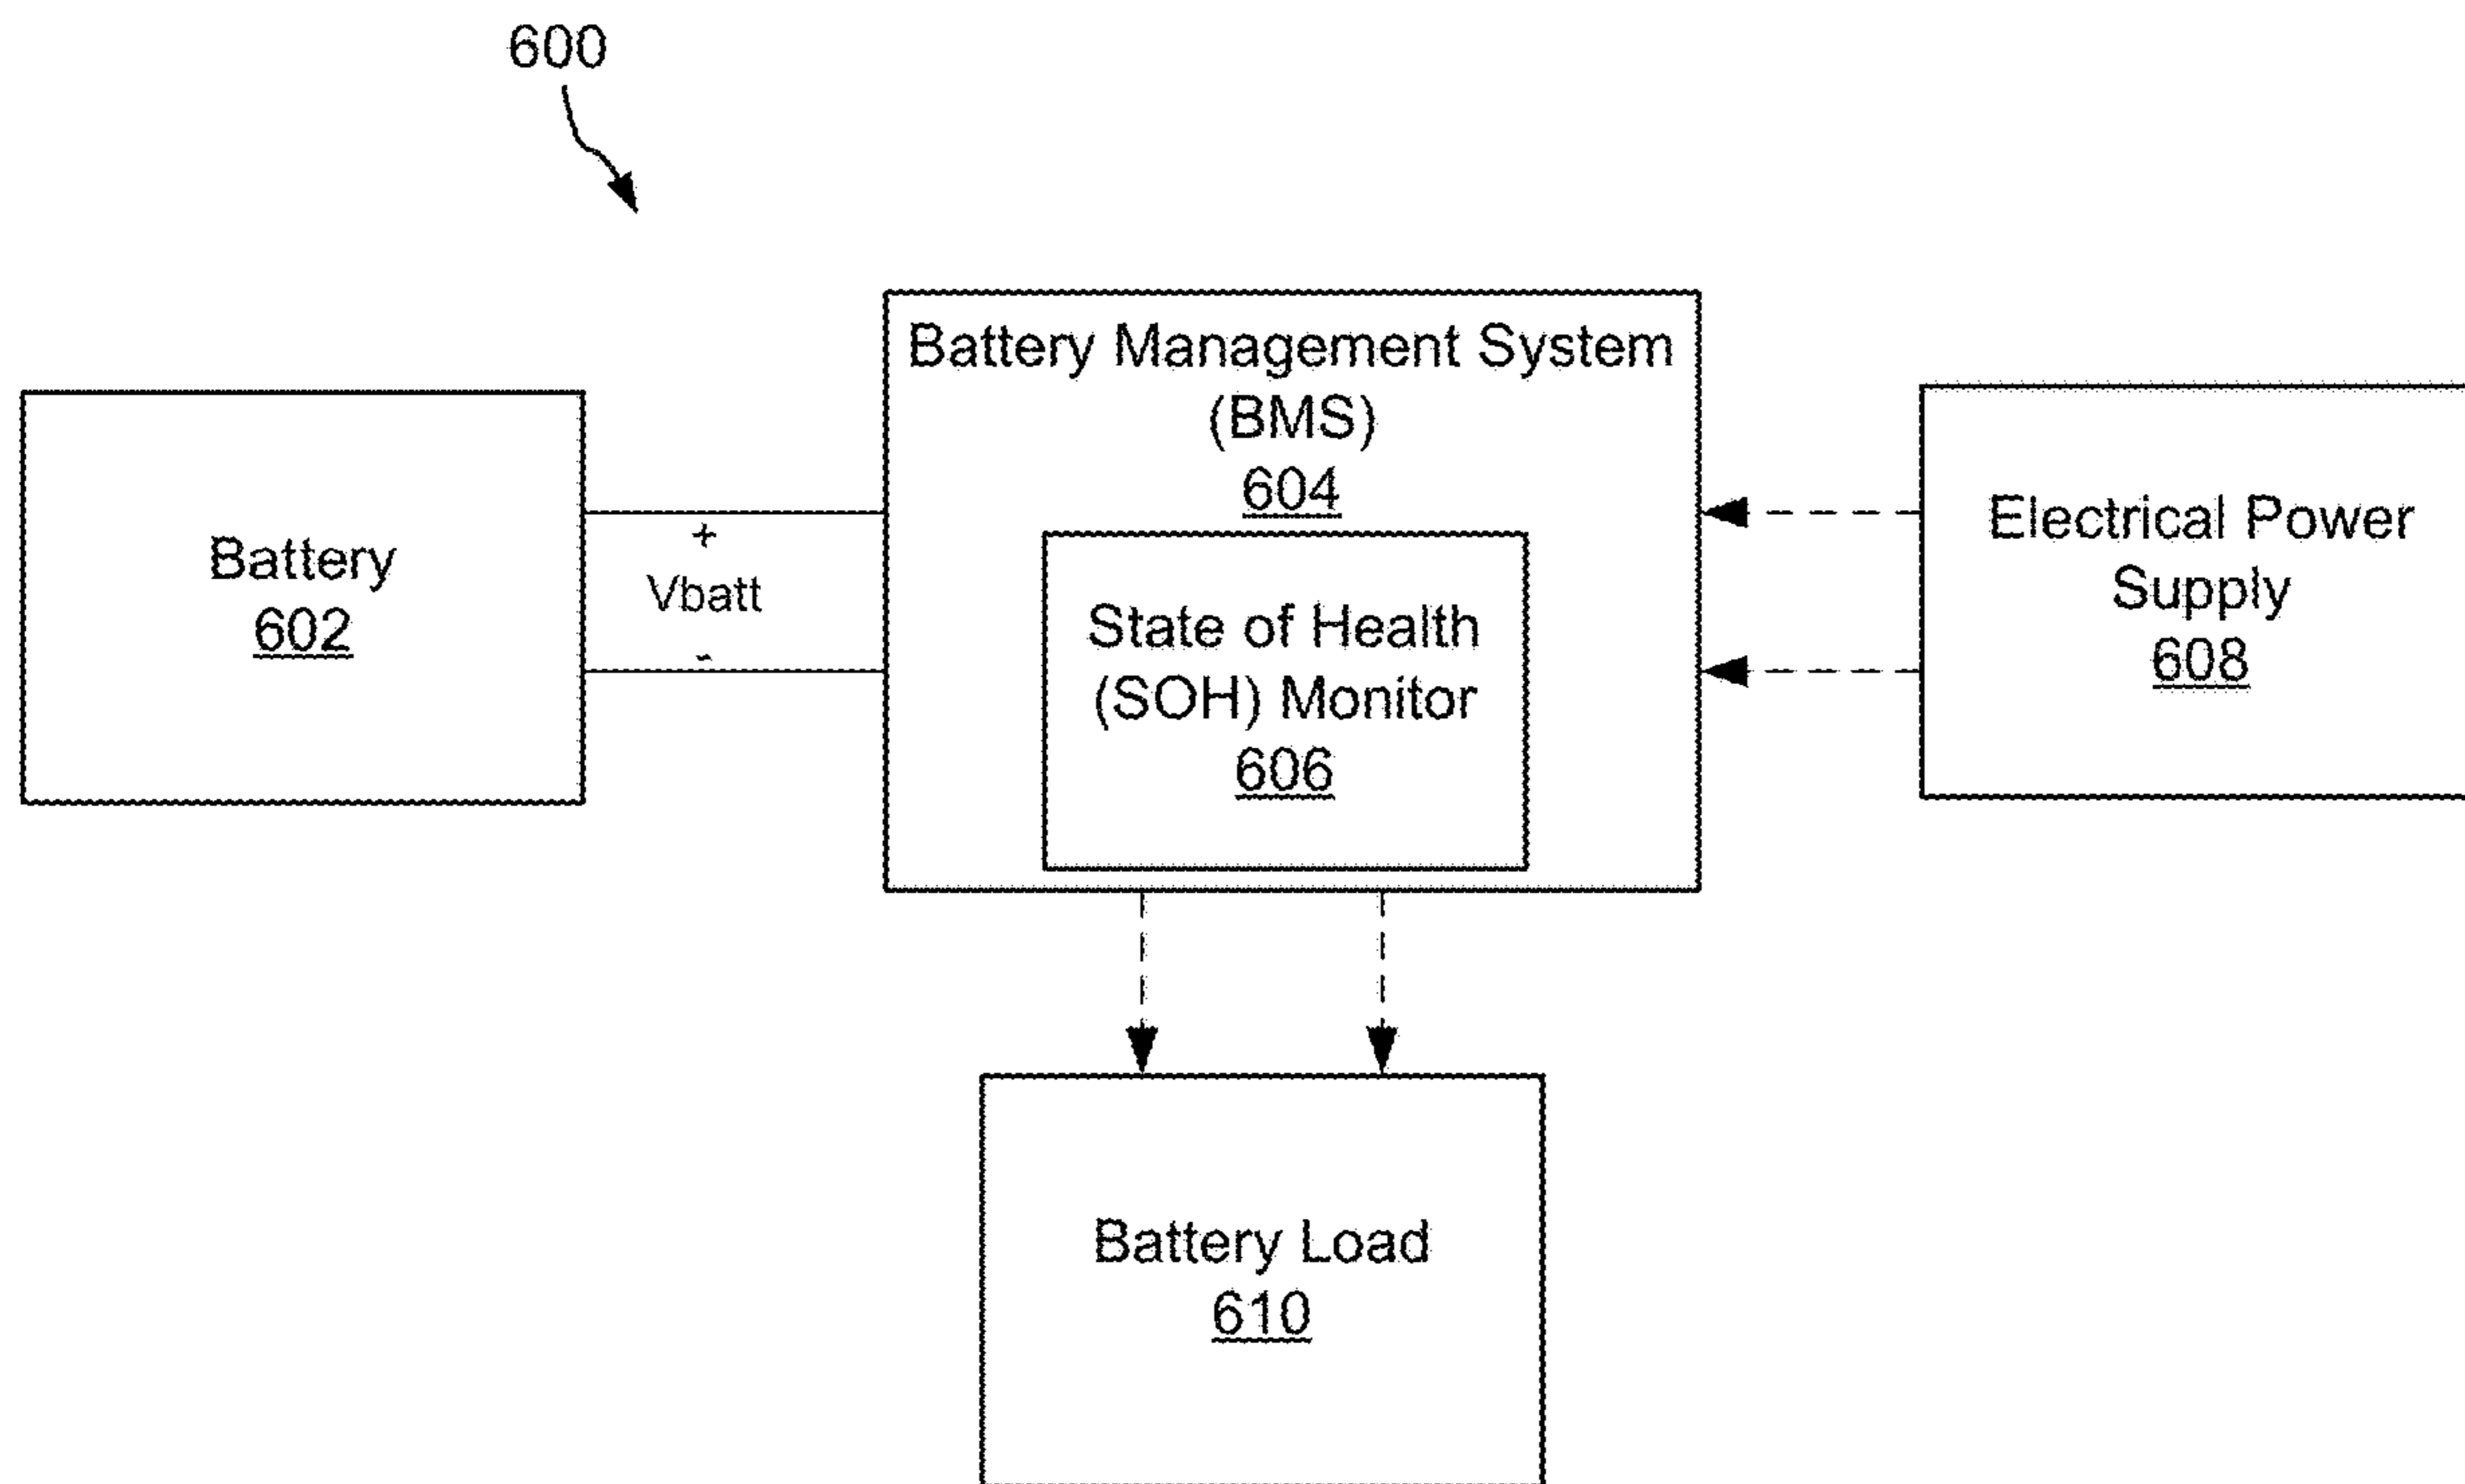 600
Battery Management System
(BMS)
604
Battery
602
+
Vbatt
-
State of Health
(SOH) Monitor
606
Electrical Power
Supply
608
Battery Load
610